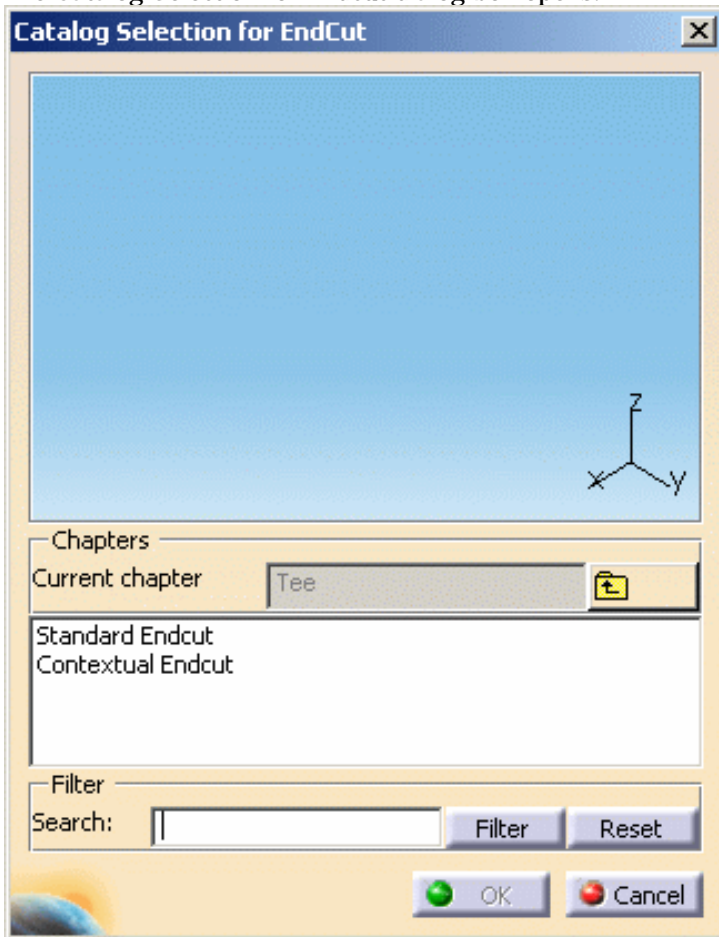 Catalog Selection for EndCut
z
x y
Chapters
Current chapter Tee
Standard Endcut
Contextual Endcut
Filter
Search: Filter Reset
OK Cancel